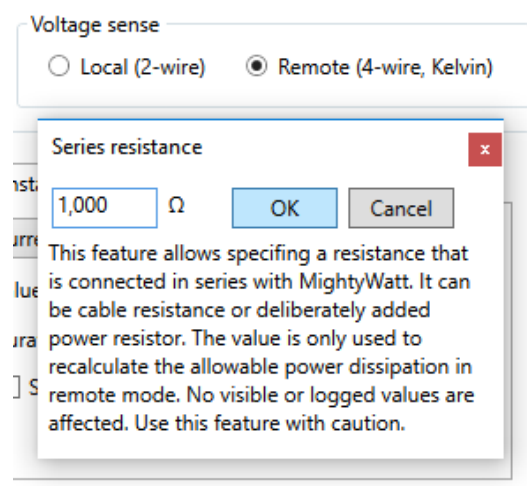 Voltage sense
Local (2-wire) Remote (4-wire, Kelvin)
Series resistance x
1,000 Ω OK Cancel
This feature allows specifing a resistance that
is connected in series with MightyWatt. It can
be cable resistance or deliberately added
power resistor. The value is only used to
recalculate the allowable power dissipation in
remote mode. No visible or logged values are
affected. Use this feature with caution.